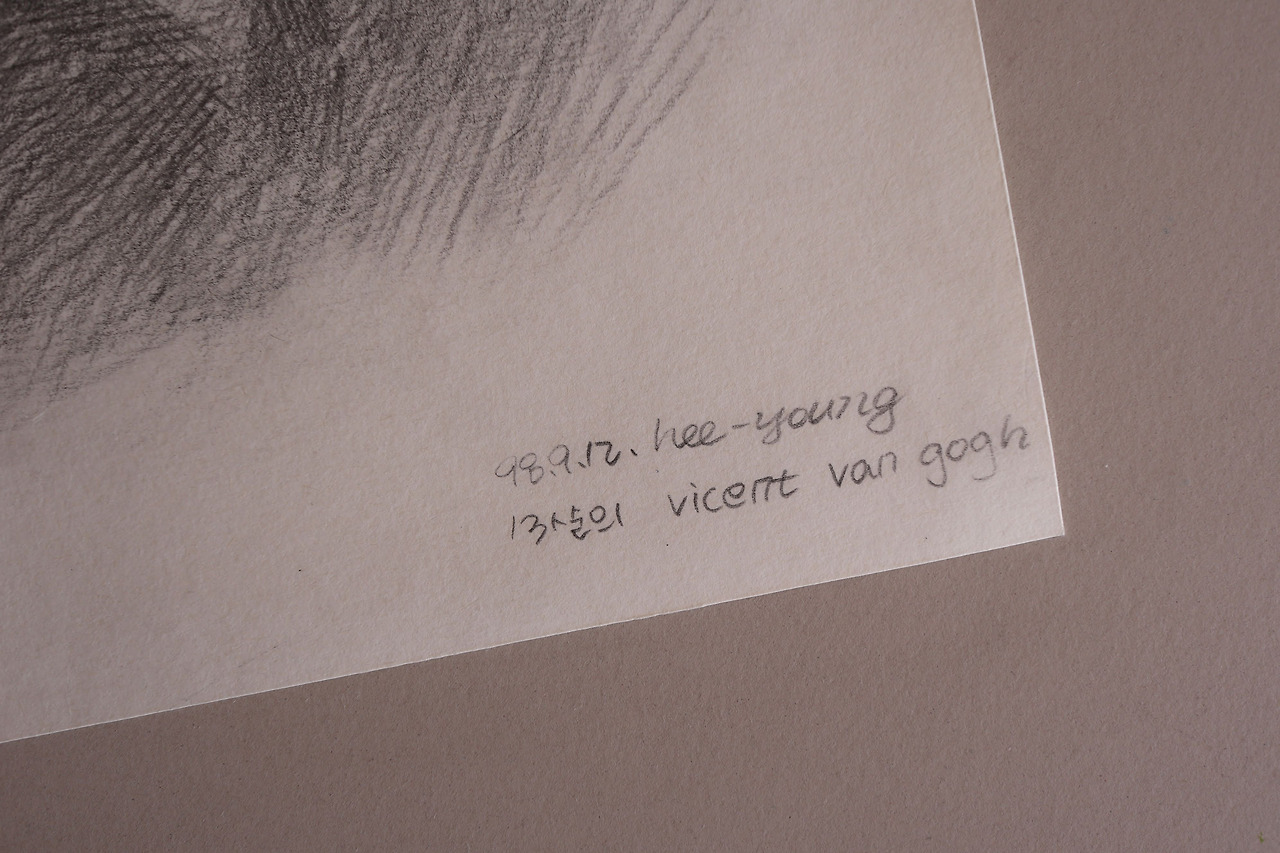 98.9.12. hee-young
13살의 vicent van gogh